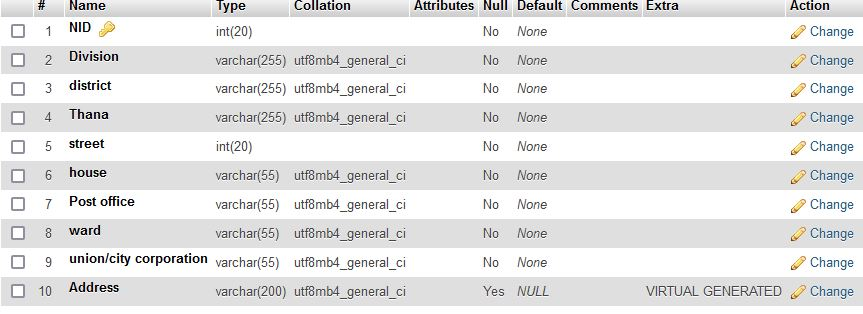 # Name Type Collation Attributes Null Default Comments Extra Action
1 NID int(20) No None Change
2 Division varchar(255) utf8mb4_general_ci No None Change
3 district varchar(255) utf8mb4_general_ci No None Change
4 Thana varchar(255) utf8mb4_general_ci No None Change
5 street int(20) No None Change
6 house varchar(55) utf8mb4_general_ci No None Change
7 Post office varchar(55) utf8mb4_general_ci No None Change
8 ward varchar(55) utf8mb4_general_ci No None Change
9 union/city corporation varchar(55) utf8mb4_general_ci No None Change
10 Address varchar(200) utf8mb4_general_ci Yes NULL VIRTUAL GENERATED Change